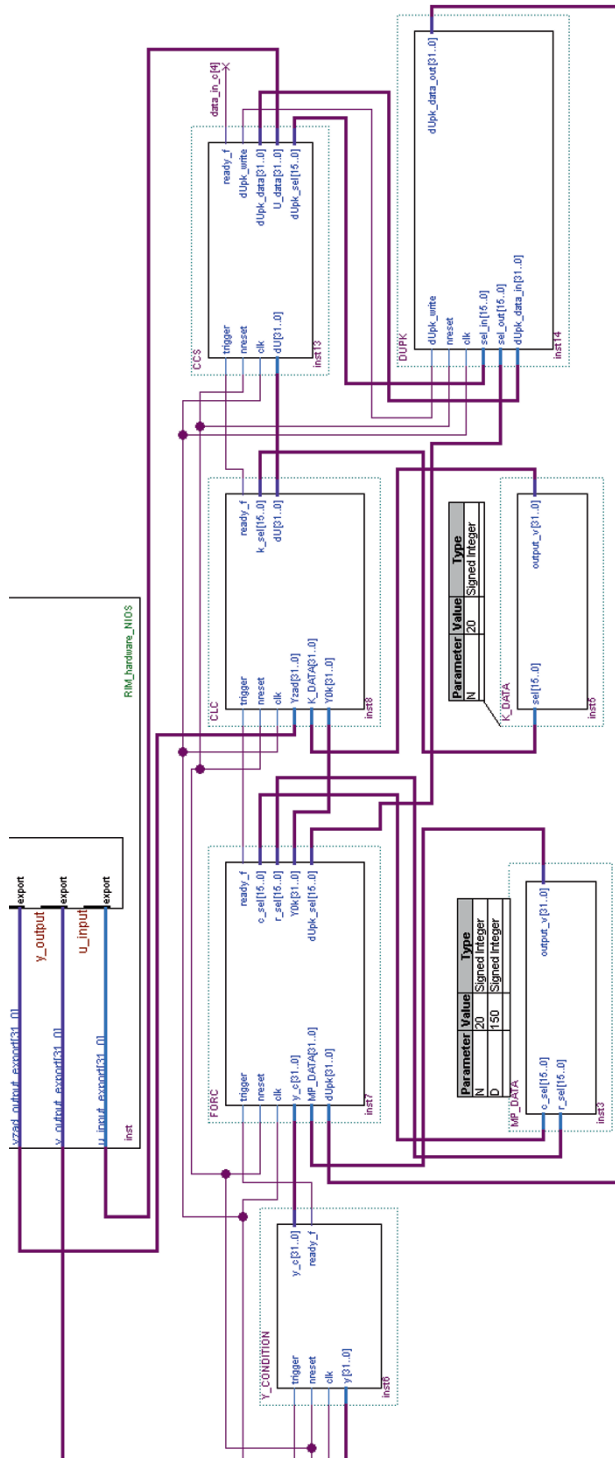 yzad_output_export[31..0] export
y_output
y_output_export[31..0] export
u_input
u_input_export[31..0] export
inst
RIM_hardware_NIOS
Y_CONDITION
trigger
nreset
clk
y[31..0]
y_c[31..0]
ready_f
inst6
FORC
trigger
nreset
clk
y_c[31..0]
MP_DATA[31..0]
dUpk[31..0]
ready_f
c_sel[15..0]
r_sel[15..0]
Y0k[31..0]
dUpk_sel[15..0]
inst7
CLC
trigger
nreset
clk
Yzad[31..0]
K_DATA[31..0]
Y0k[31..0]
ready_f
k_sel[15..0]
dU[31..0]
inst8
CCS
trigger
nreset
clk
dU[31..0]
ready_f
dUpk_write
dUpk_data[31..0]
U_data[31..0]
dUpk_sel[15..0]
inst13
data_in_c[4]
Parameter Value Type
N 20 Signed Integer
D 150 Signed Integer
MP_DATA
c_sel[15..0]
r_sel[15..0]
output_v[31..0]
inst3
Parameter Value Type
N 20 Signed Integer
K_DATA
sel[15..0]
output_v[31..0]
inst5
DUPK
dUpk_write
nreset
clk
sel_in[15..0]
sel_out[15..0]
dUpk_data_in[31..0]
dUpk_data_out[31..0]
inst14